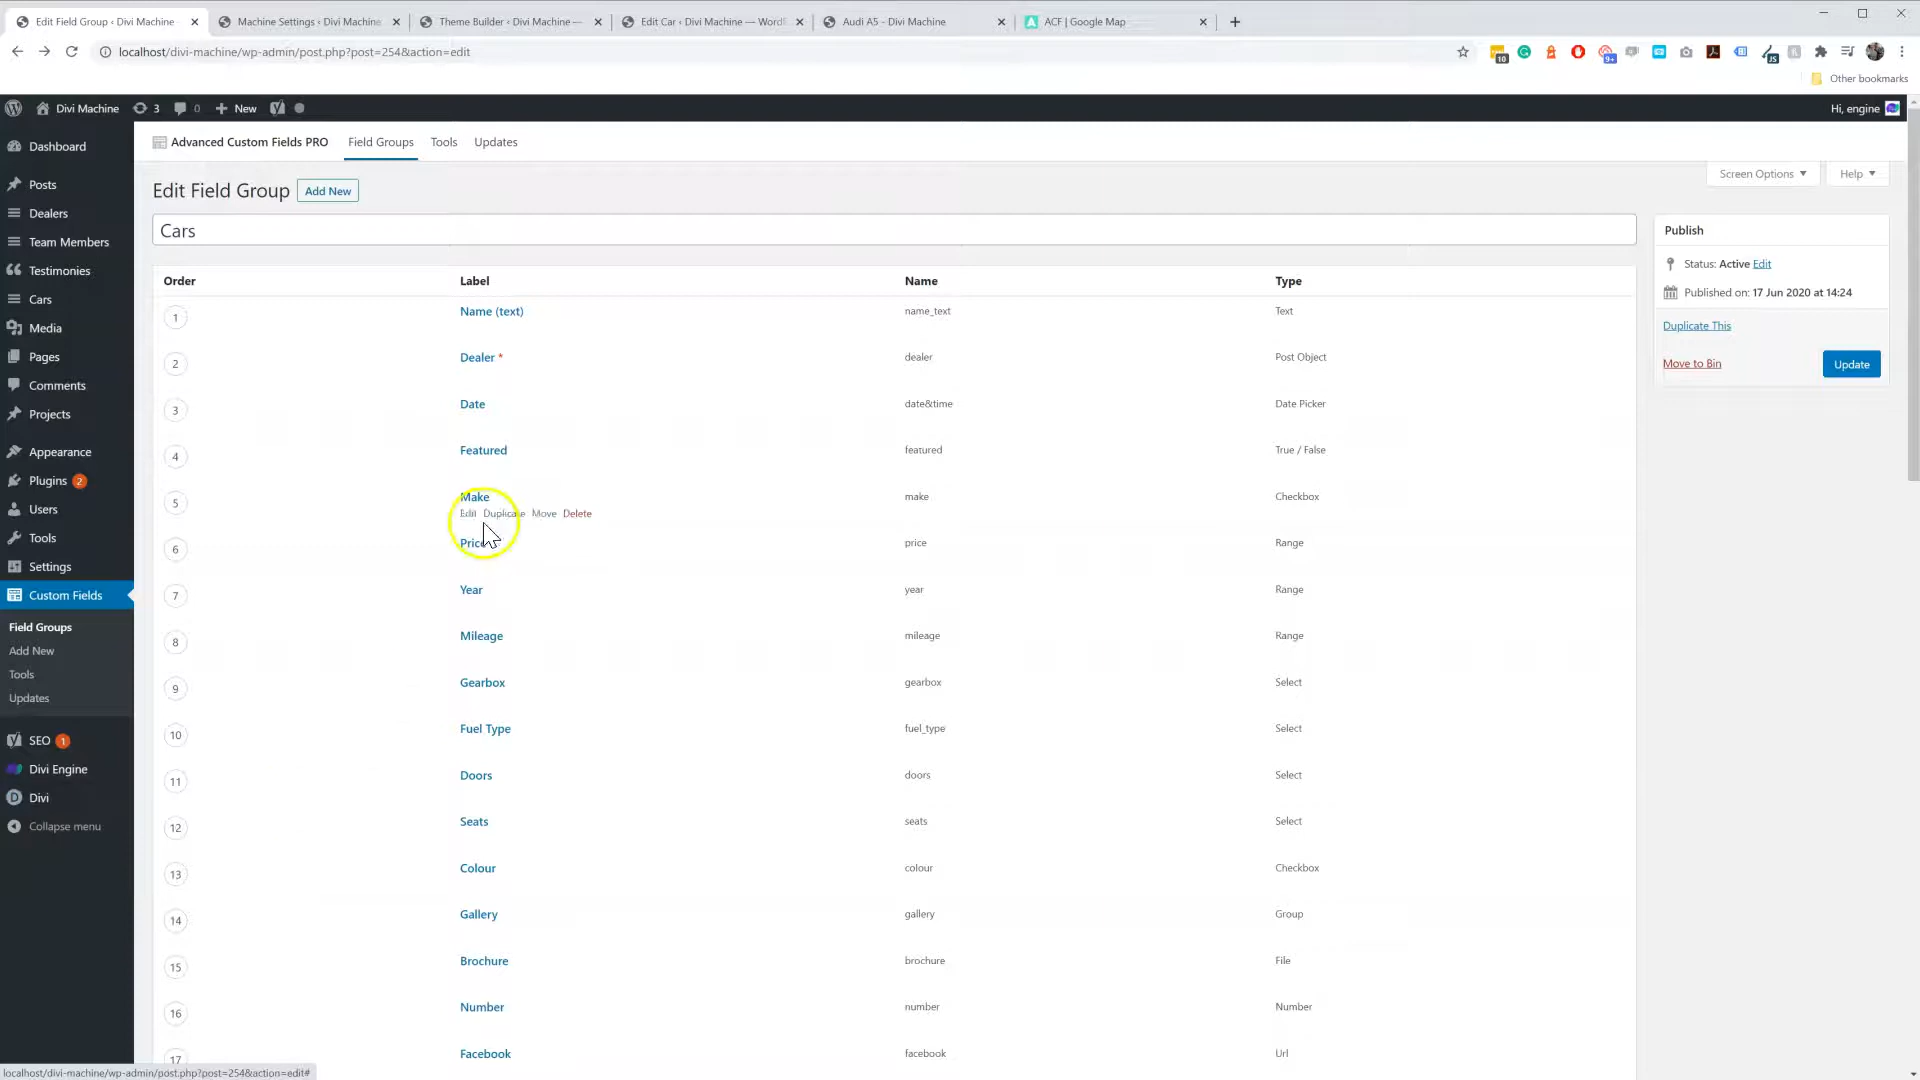 Edit Field Group ‹ Divi Machine
Machine Settings ‹ Divi Machine
Theme Builder ‹ Divi Machine —
Edit Car ‹ Divi Machine — WordP
Audi A5 - Divi Machine
ACF | Google Map
localhost/divi-machine/wp-admin/post.php?post=254&action=edit
10
9+
JS
Other bookmarks
Divi Machine
3
0
New
Hi, engine
Dashboard
Posts
Dealers
Team Members
Testimonies
Cars
Media
Pages
Comments
Projects
Appearance
Plugins 2
Users
Tools
Settings
Custom Fields
Field Groups
Add New
Tools
Updates
SEO 1
Divi Engine
Divi
Collapse menu
Advanced Custom Fields PRO
Field Groups
Tools
Updates
Screen Options
Help
Edit Field Group
Add New
Cars
Order Label Name Type
1 Name (text) name_text Text
2 Dealer * dealer Post Object
3 Date date&time Date Picker
4 Featured featured True / False
5 Make make Checkbox
Edit Duplicate Move Delete
6 Price price Range
7 Year year Range
8 Mileage mileage Range
9 Gearbox gearbox Select
10 Fuel Type fuel_type Select
11 Doors doors Select
12 Seats seats Select
13 Colour colour Checkbox
14 Gallery gallery Group
15 Brochure brochure File
16 Number number Number
17 Facebook facebook Url
Publish
Status: Active Edit
Published on: 17 Jun 2020 at 14:24
Duplicate This
Move to Bin
Update
localhost/divi-machine/wp-admin/post.php?post=254&action=edit#